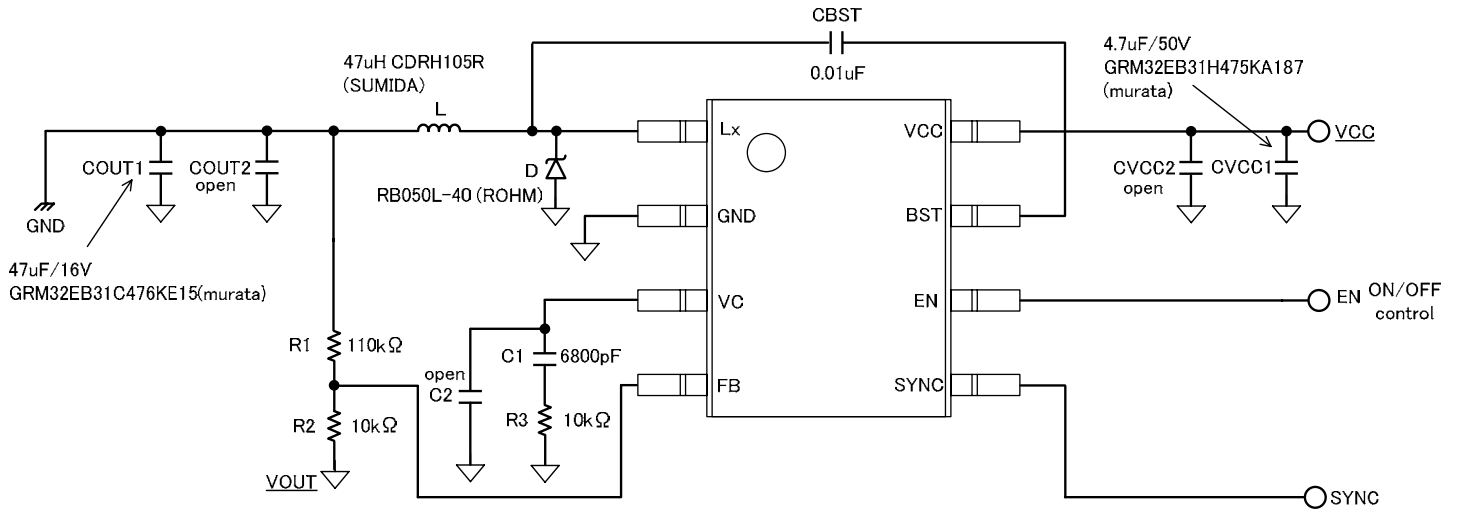 CBST
0.01uF
4.7uF/50V
GRM32EB31H475KA187
(murata)
47uH CDRH105R
(SUMIDA)
L
Lx
VCC
VCC
COUT1
COUT2
open
D
RB050L-40 (ROHM)
CVCC2
open
CVCC1
GND
GND
BST
47uF/16V
GRM32EB31C476KE15(murata)
VC
EN
EN ON/OFF
control
R1
110kΩ
C1
6800pF
open
C2
FB
SYNC
R2
10kΩ
R3
10kΩ
VOUT
SYNC